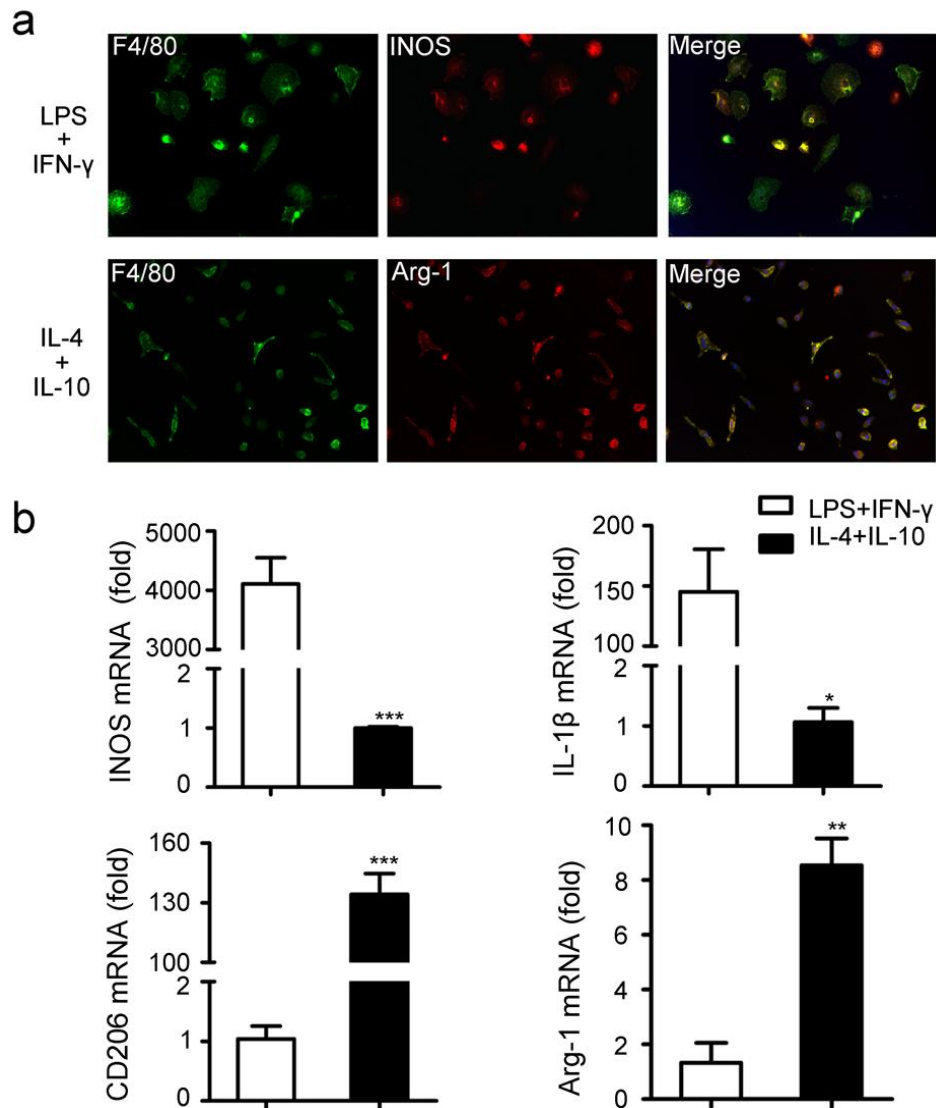 a
F4/80
INOS
Merge
LPS
+
IFN-γ
F4/80
Arg-1
Merge
IL-4
+
IL-10
b
LPS+IFN-γ
IL-4+IL-10
INOS mRNA (fold)
5000
4000
3000
2
1
0
***
IL-1β mRNA (fold)
200
150
100
2
1
0
*
CD206 mRNA (fold)
160
130
100
2
1
0
***
Arg-1 mRNA (fold)
10
8
6
4
2
0
**